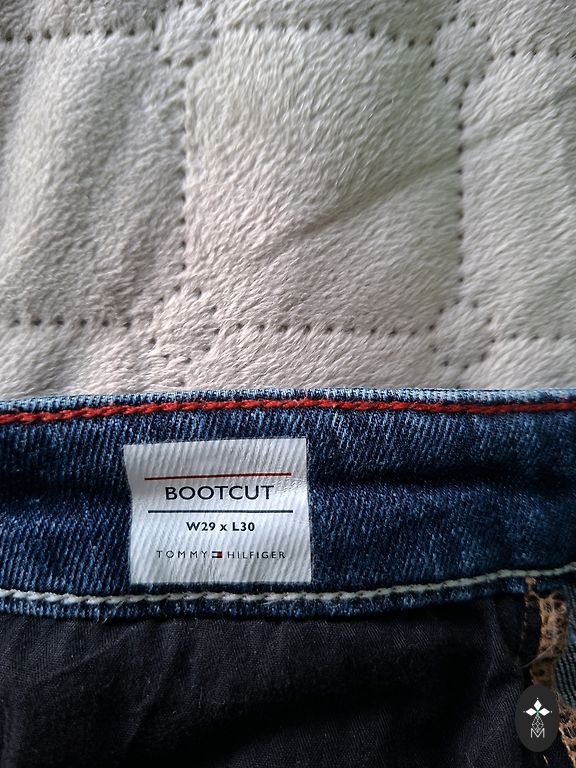 BOOTCUT
W29 x L30
TOMMY HILFIGER
M